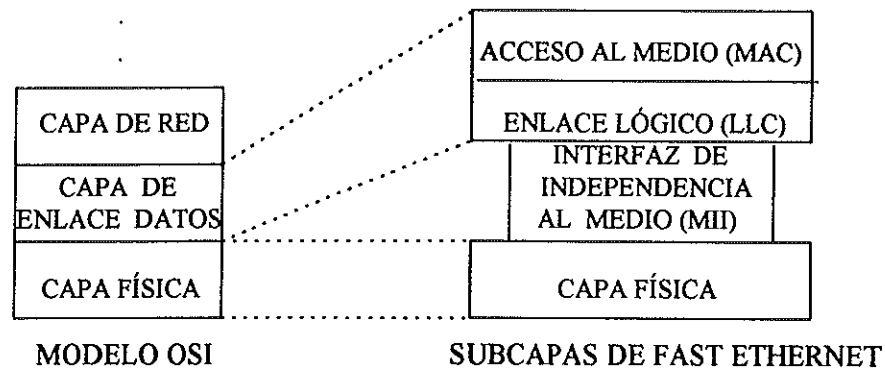 CAPA DE RED
CAPA DE
ENLACE DATOS
CAPA FÍSICA
MODELO OSI
ACCESO AL MEDIO (MAC)
ENLACE LÓGICO (LLC)
INTERFAZ DE
INDEPENDENCIA
AL MEDIO (MII)
CAPA FÍSICA
SUBCAPAS DE FAST ETHERNET